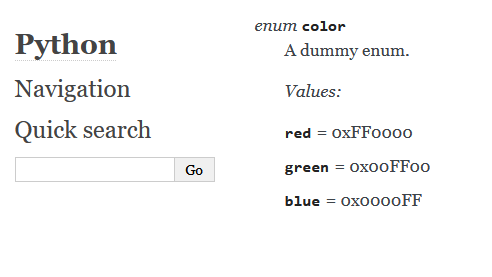 Python
Navigation
Quick search
Go
enum color
A dummy enum.
Values:
red = 0xFF0000
green = 0x00FF00
blue = 0x0000FF